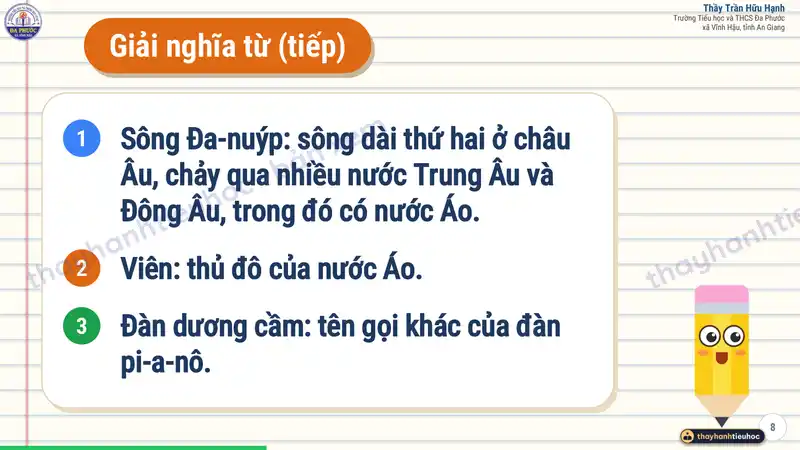 Thầy Trần Hữu Hạnh
Trường Tiểu học và THCS Đa Phước
xã Vĩnh Hậu, tỉnh An Giang
ĐA PHƯỚC
Giải nghĩa từ (tiếp)
1
Sông Đa-nuýp: sông dài thứ hai ở châu
Âu, chảy qua nhiều nước Trung Âu và
Đông Âu, trong đó có nước Áo.
2
Viên: thủ đô của nước Áo.
3
Đàn dương cầm: tên gọi khác của đàn
pi-a-nô.
8
thayhanhtieuhoc